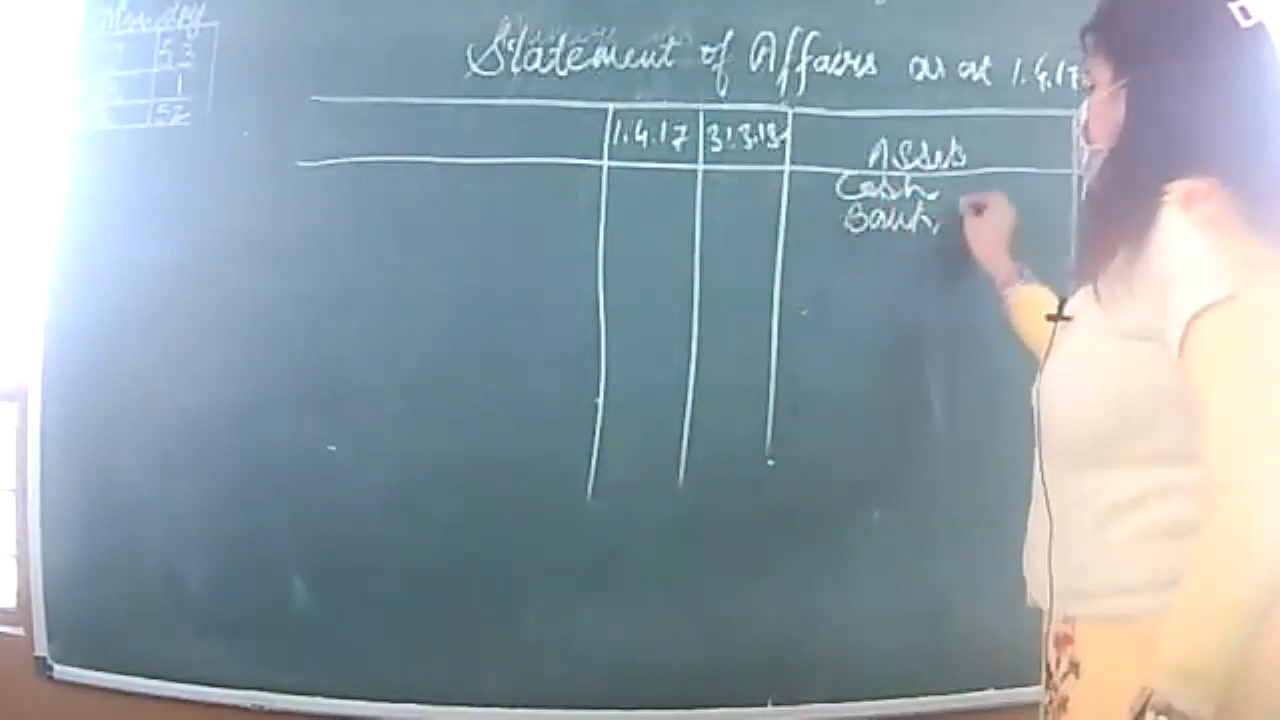 53
1
52
Statement of Affairs as at 1.4.17
1.4.17 31.3.18 Assets
Cash
Bank